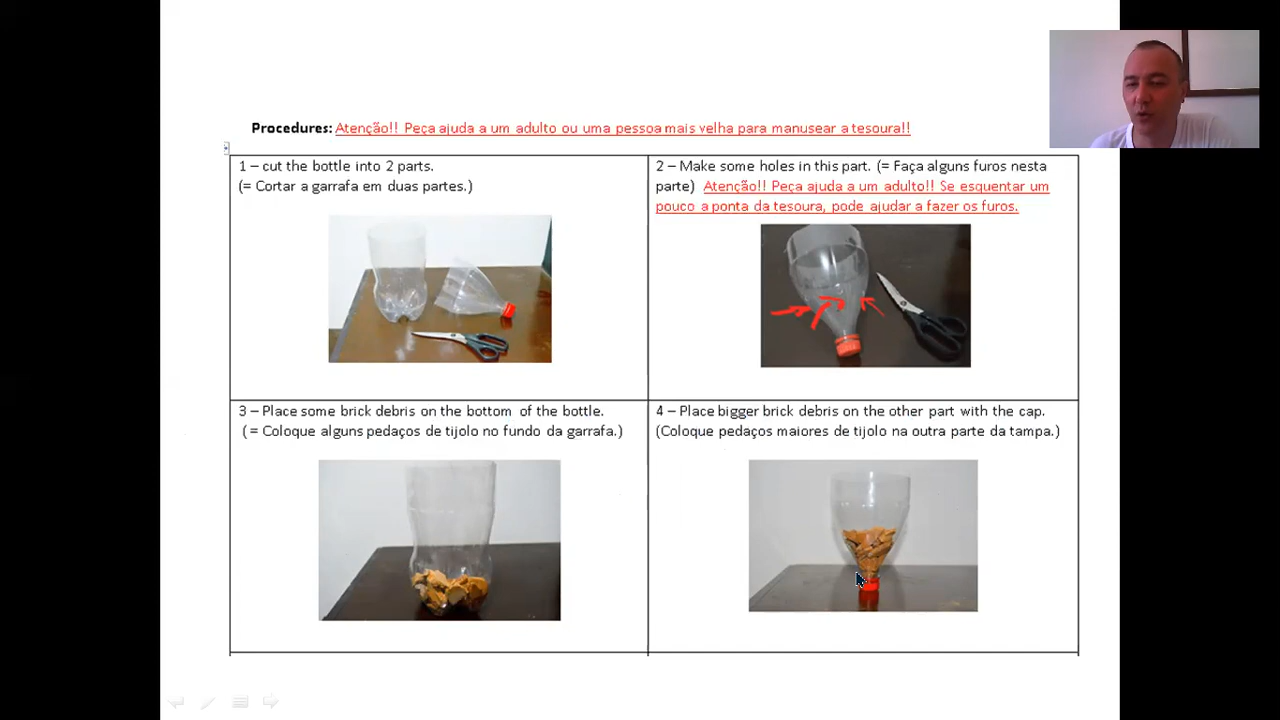 Procedures: Atenção!! Peça ajuda a um adulto ou uma pessoa mais velha para manusear a tesoura!!
1 – cut the bottle into 2 parts.
(= Cortar a garrafa em duas partes.)
2 – Make some holes in this part. (= Faça alguns furos nesta
parte) Atenção!! Peça ajuda a um adulto!! Se esquentar um
pouco a ponta da tesoura, pode ajudar a fazer os furos.
3 – Place some brick debris on the bottom of the bottle.
( = Coloque alguns pedaços de tijolo no fundo da garrafa.)
4 – Place bigger brick debris on the other part with the cap.
(Coloque pedaços maiores de tijolo na outra parte da tampa.)